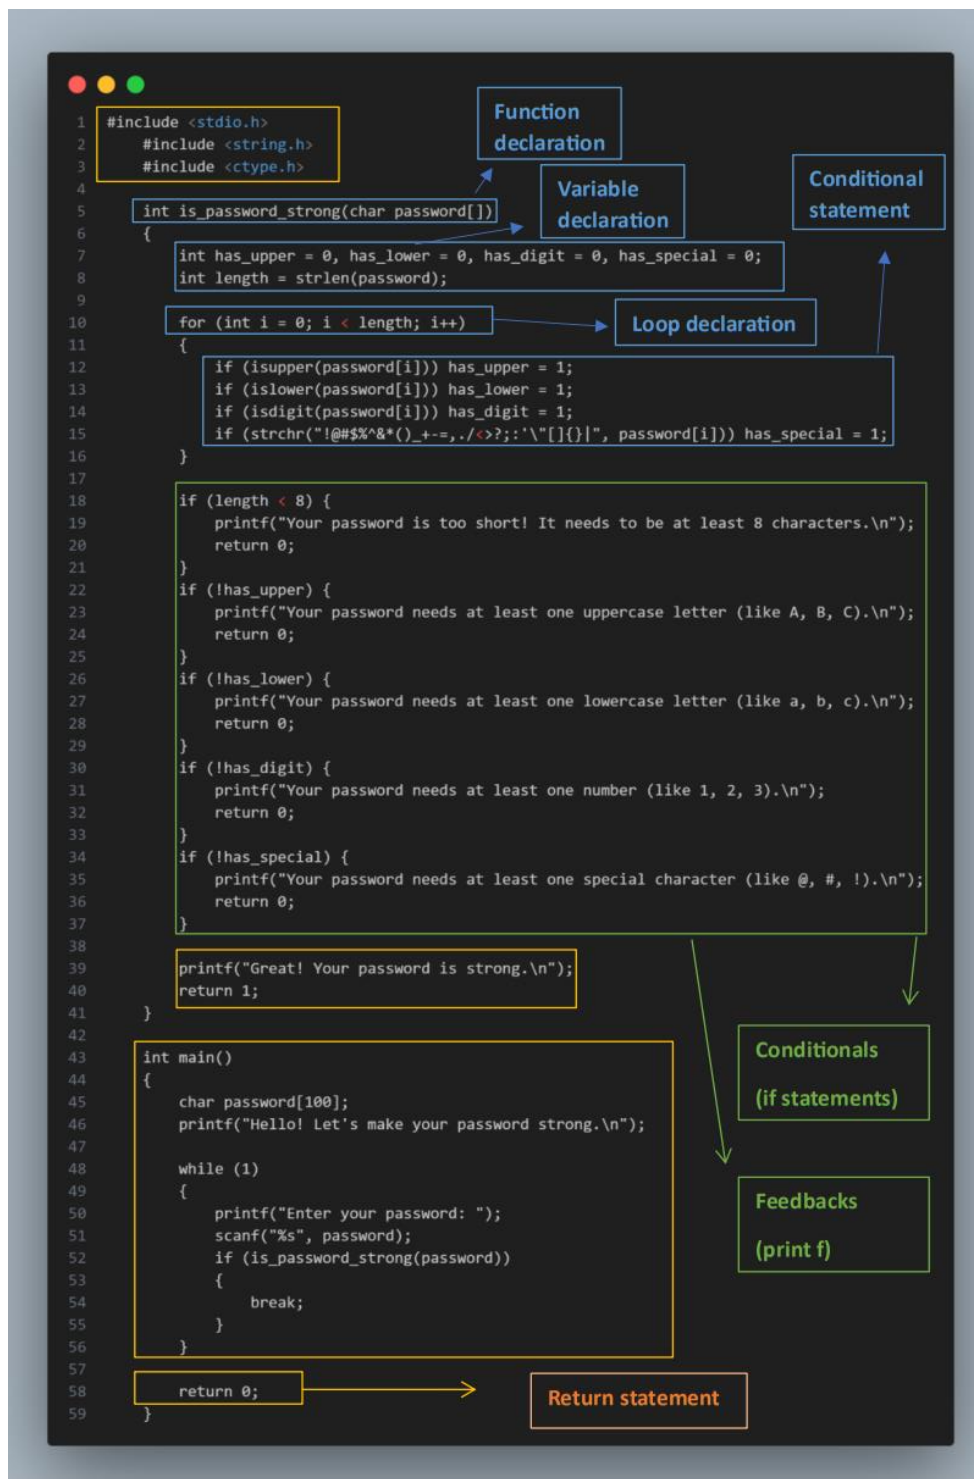 1 #include <stdio.h>
2 #include <string.h>
3 #include <ctype.h>
4
5 int is_password_strong(char password[])
6 {
7 int has_upper = 0, has_lower = 0, has_digit = 0, has_special = 0;
8 int length = strlen(password);
9
10 for (int i = 0; i < length; i++)
11 {
12 if (isupper(password[i])) has_upper = 1;
13 if (islower(password[i])) has_lower = 1;
14 if (isdigit(password[i])) has_digit = 1;
15 if (strchr("!@#$%^&*()_+-=,./<>?;:'\"[]{}|", password[i])) has_special = 1;
16 }
17
18 if (length < 8) {
19 printf("Your password is too short! It needs to be at least 8 characters.\n");
20 return 0;
21 }
22 if (!has_upper) {
23 printf("Your password needs at least one uppercase letter (like A, B, C).\n");
24 return 0;
25 }
26 if (!has_lower) {
27 printf("Your password needs at least one lowercase letter (like a, b, c).\n");
28 return 0;
29 }
30 if (!has_digit) {
31 printf("Your password needs at least one number (like 1, 2, 3).\n");
32 return 0;
33 }
34 if (!has_special) {
35 printf("Your password needs at least one special character (like @, #, !).\n");
36 return 0;
37 }
38
39 printf("Great! Your password is strong.\n");
40 return 1;
41 }
42
43 int main()
44 {
45 char password[100];
46 printf("Hello! Let's make your password strong.\n");
47
48 while (1)
49 {
50 printf("Enter your password: ");
51 scanf("%s", password);
52 if (is_password_strong(password))
53 {
54 break;
55 }
56 }
57
58 return 0;
59 }
Function
declaration
Variable
declaration
Conditional
statement
Loop declaration
Conditionals
(if statements)
Feedbacks
(print f)
Return statement